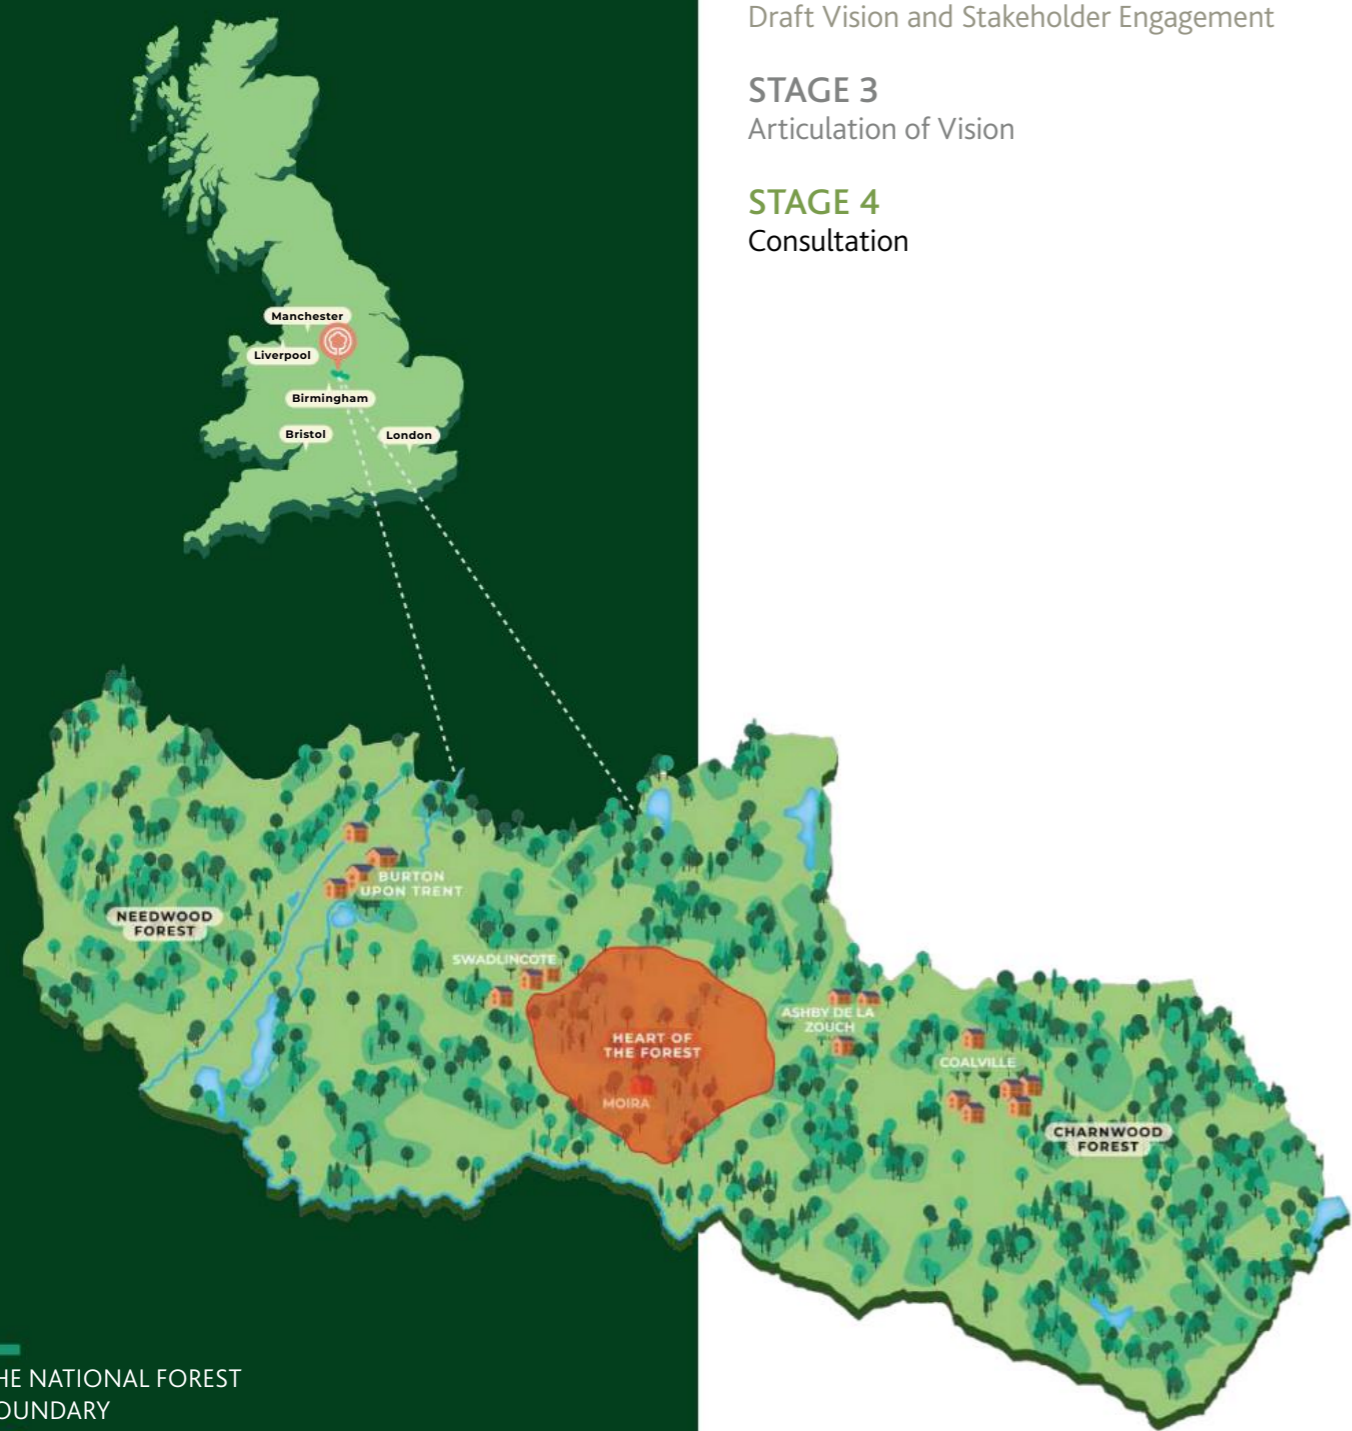 Draft Vision and Stakeholder Engagement
STAGE 3
Articulation of Vision
STAGE 4
Consultation
Manchester
Liverpool
Birmingham
Bristol
London
BURTON
UPON TRENT
NEEDWOOD
FOREST
SWADLINCOTE
HEART OF
THE FOREST
MOIRA
ASHBY DE LA
ZOUCH
COALVILLE
CHARNWOOD
FOREST
HE NATIONAL FOREST
OUNDARY